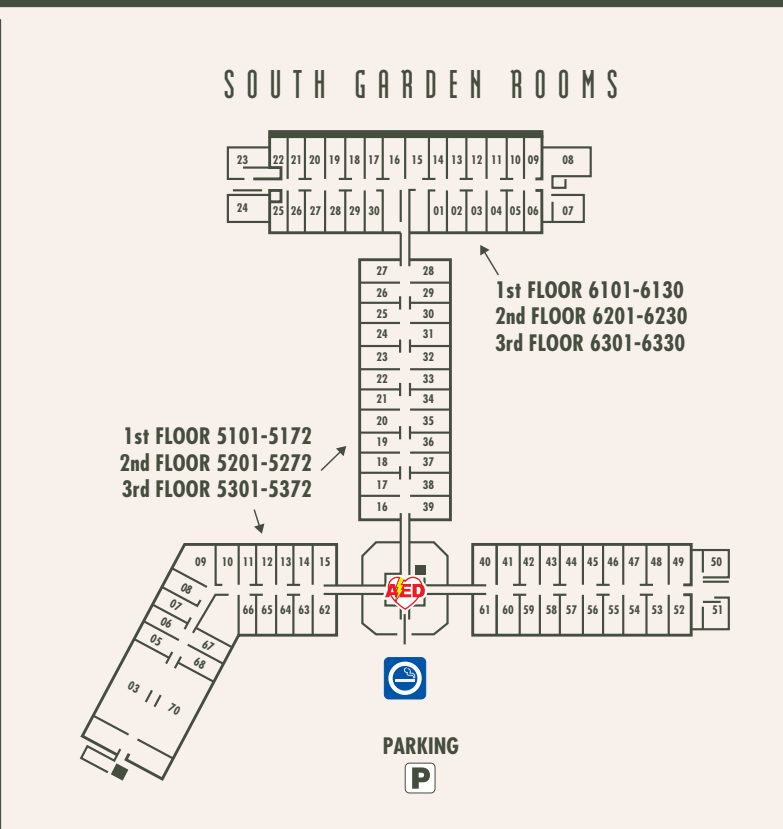 SOUTH GARDEN ROOMS
23 22 21 20 19 18 17 16 15 14 13 12 11 10 09 08
24 25 26 27 28 29 30 01 02 03 04 05 06 07
1st FLOOR 6101-6130
2nd FLOOR 6201-6230
3rd FLOOR 6301-6330
27 28
26 29
25 30
24 31
23 32
22 33
21 34
20 35
19 36
18 37
17 38
16 39
1st FLOOR 5101-5172
2nd FLOOR 5201-5272
3rd FLOOR 5301-5372
09 10 11 12 13 14 15
08
07
06
05
03
66 65 64 63 62
67
68
70
AED
40 41 42 43 44 45 46 47 48 49 50
61 60 59 58 57 56 55 54 53 52 51
PARKING
P